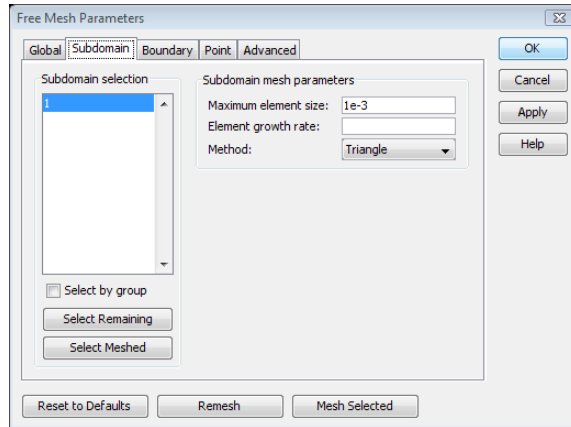 Free Mesh Parameters
Global Subdomain Boundary Point Advanced
OK
Cancel
Apply
Help
Subdomain selection
1
Select by group
Select Remaining
Select Meshed
Subdomain mesh parameters
Maximum element size: 1e-3
Element growth rate:
Method: Triangle
Reset to Defaults Remesh Mesh Selected